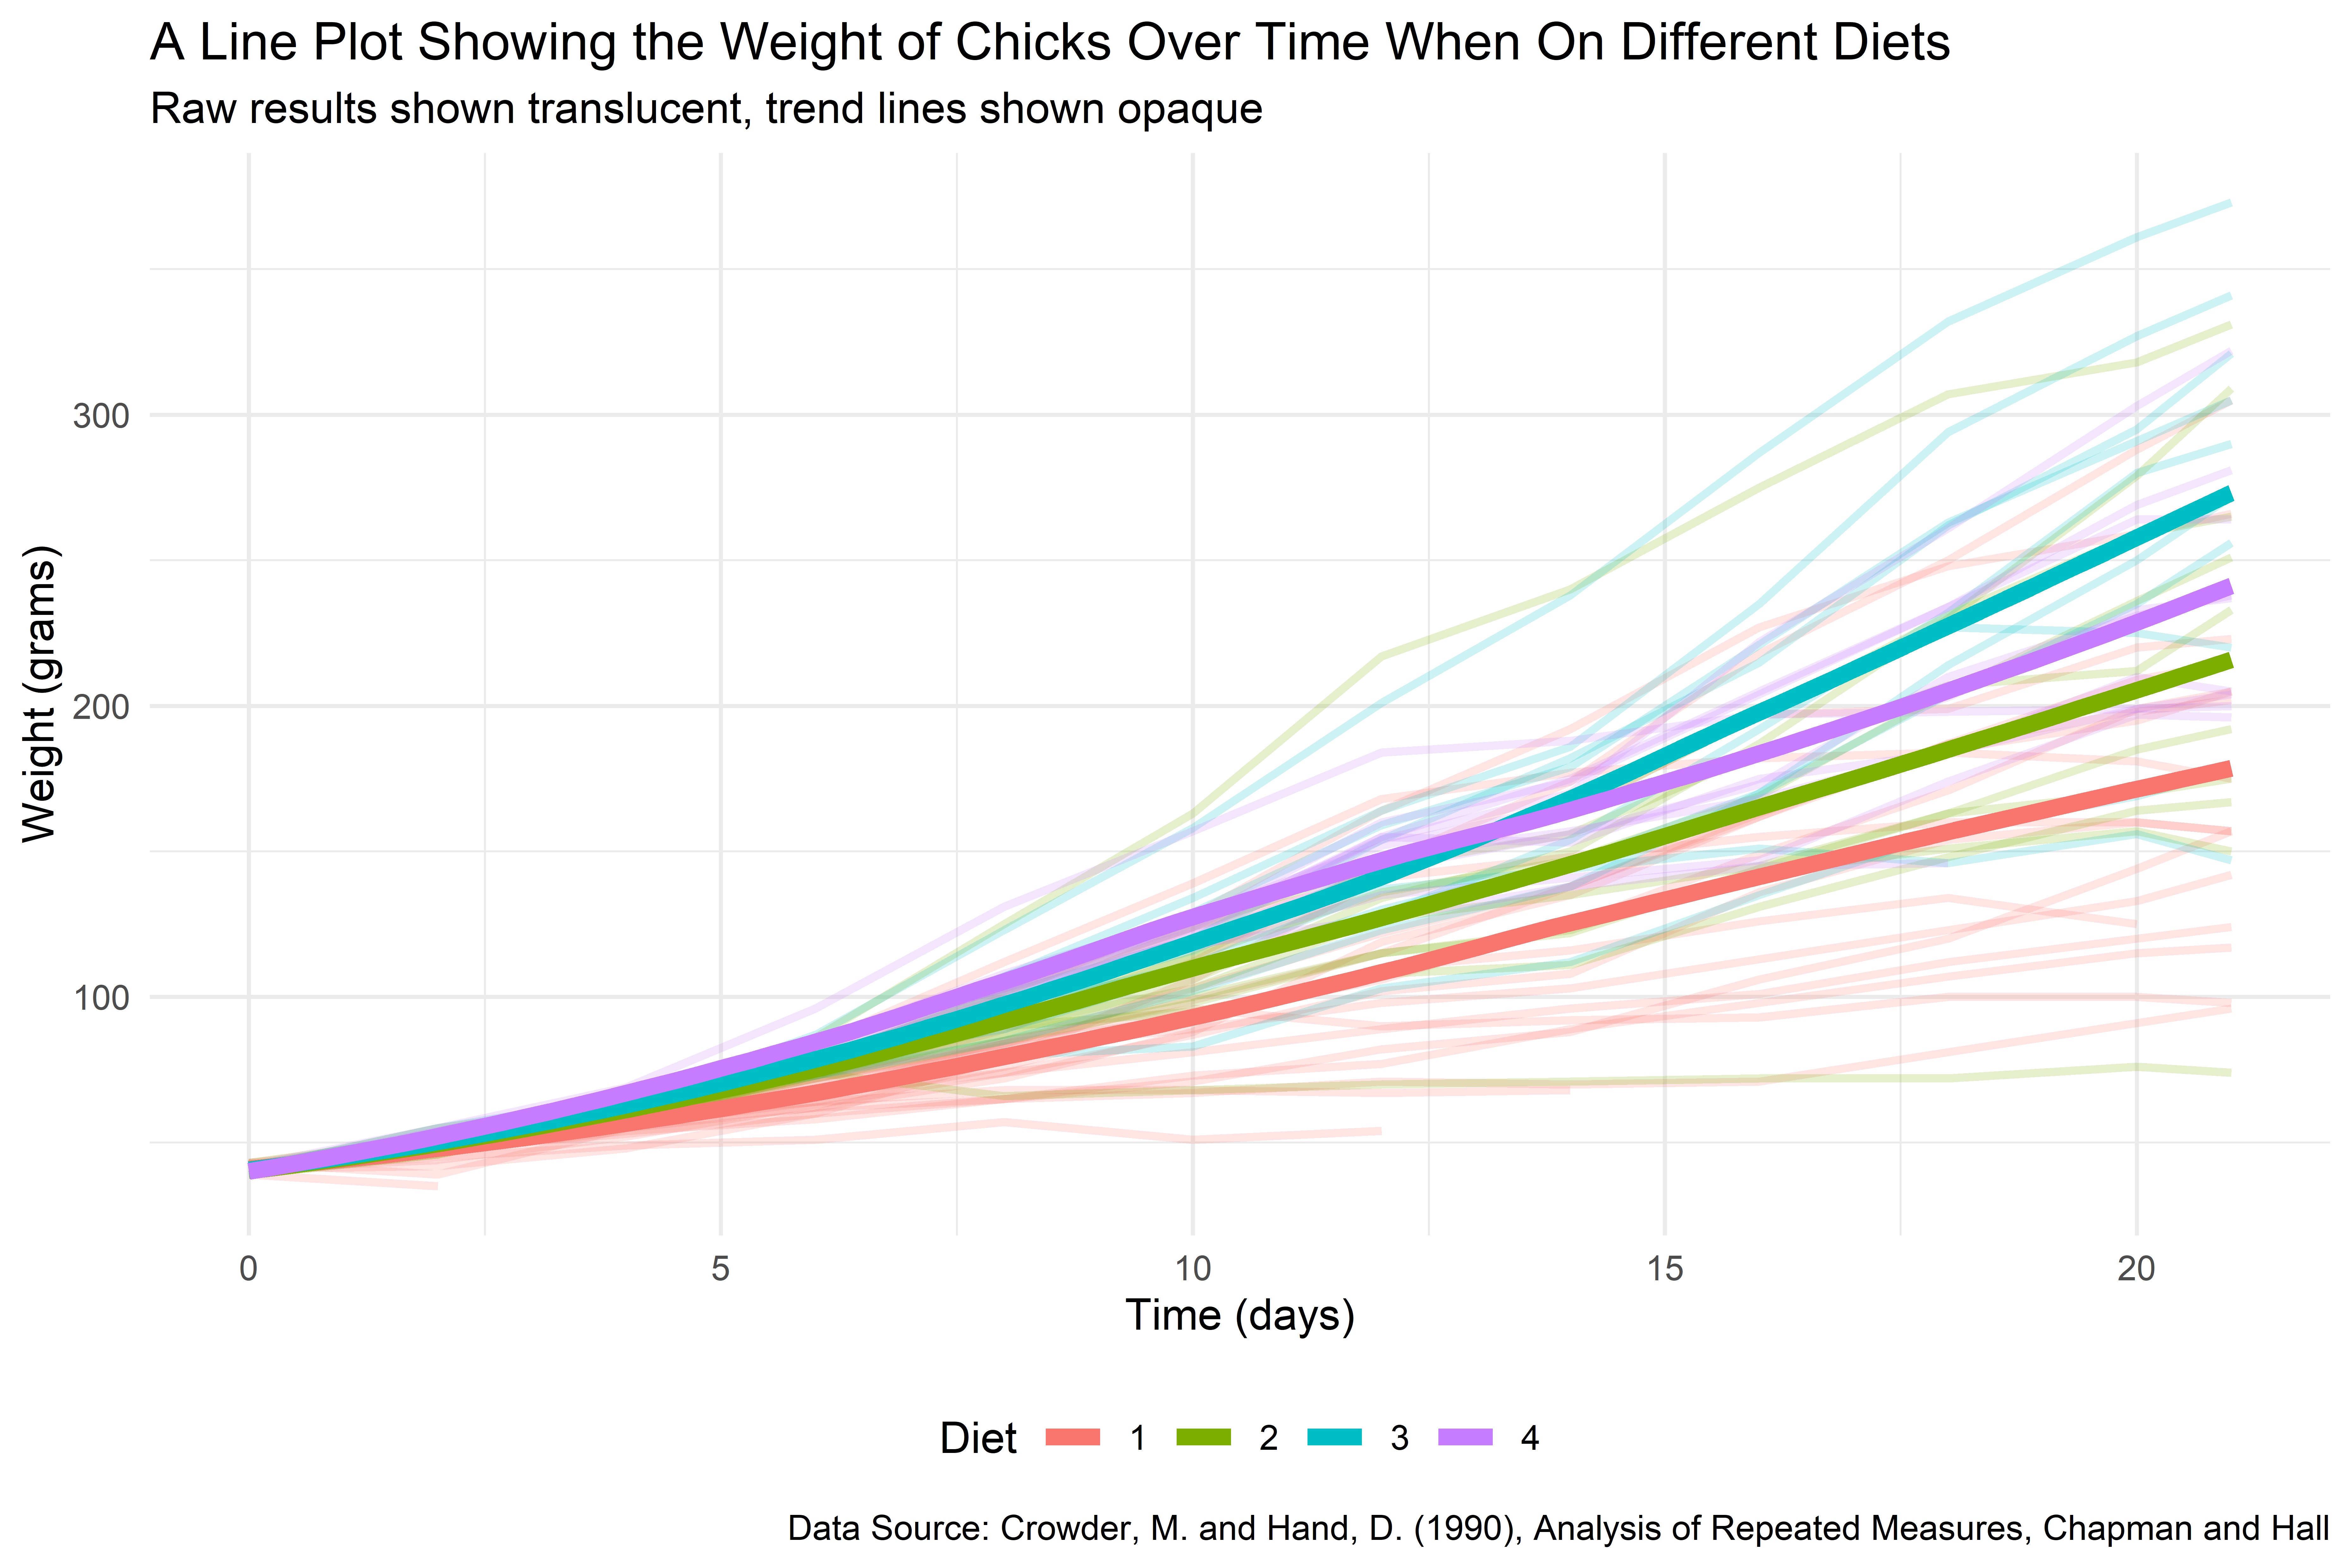 A Line Plot Showing the Weight of Chicks Over Time When On Different Diets
Raw results shown translucent, trend lines shown opaque
Weight (grams)
300
200
100
0 5 10 15 20
Time (days)
Diet 1 2 3 4
Data Source: Crowder, M. and Hand, D. (1990), Analysis of Repeated Measures, Chapman and Hall